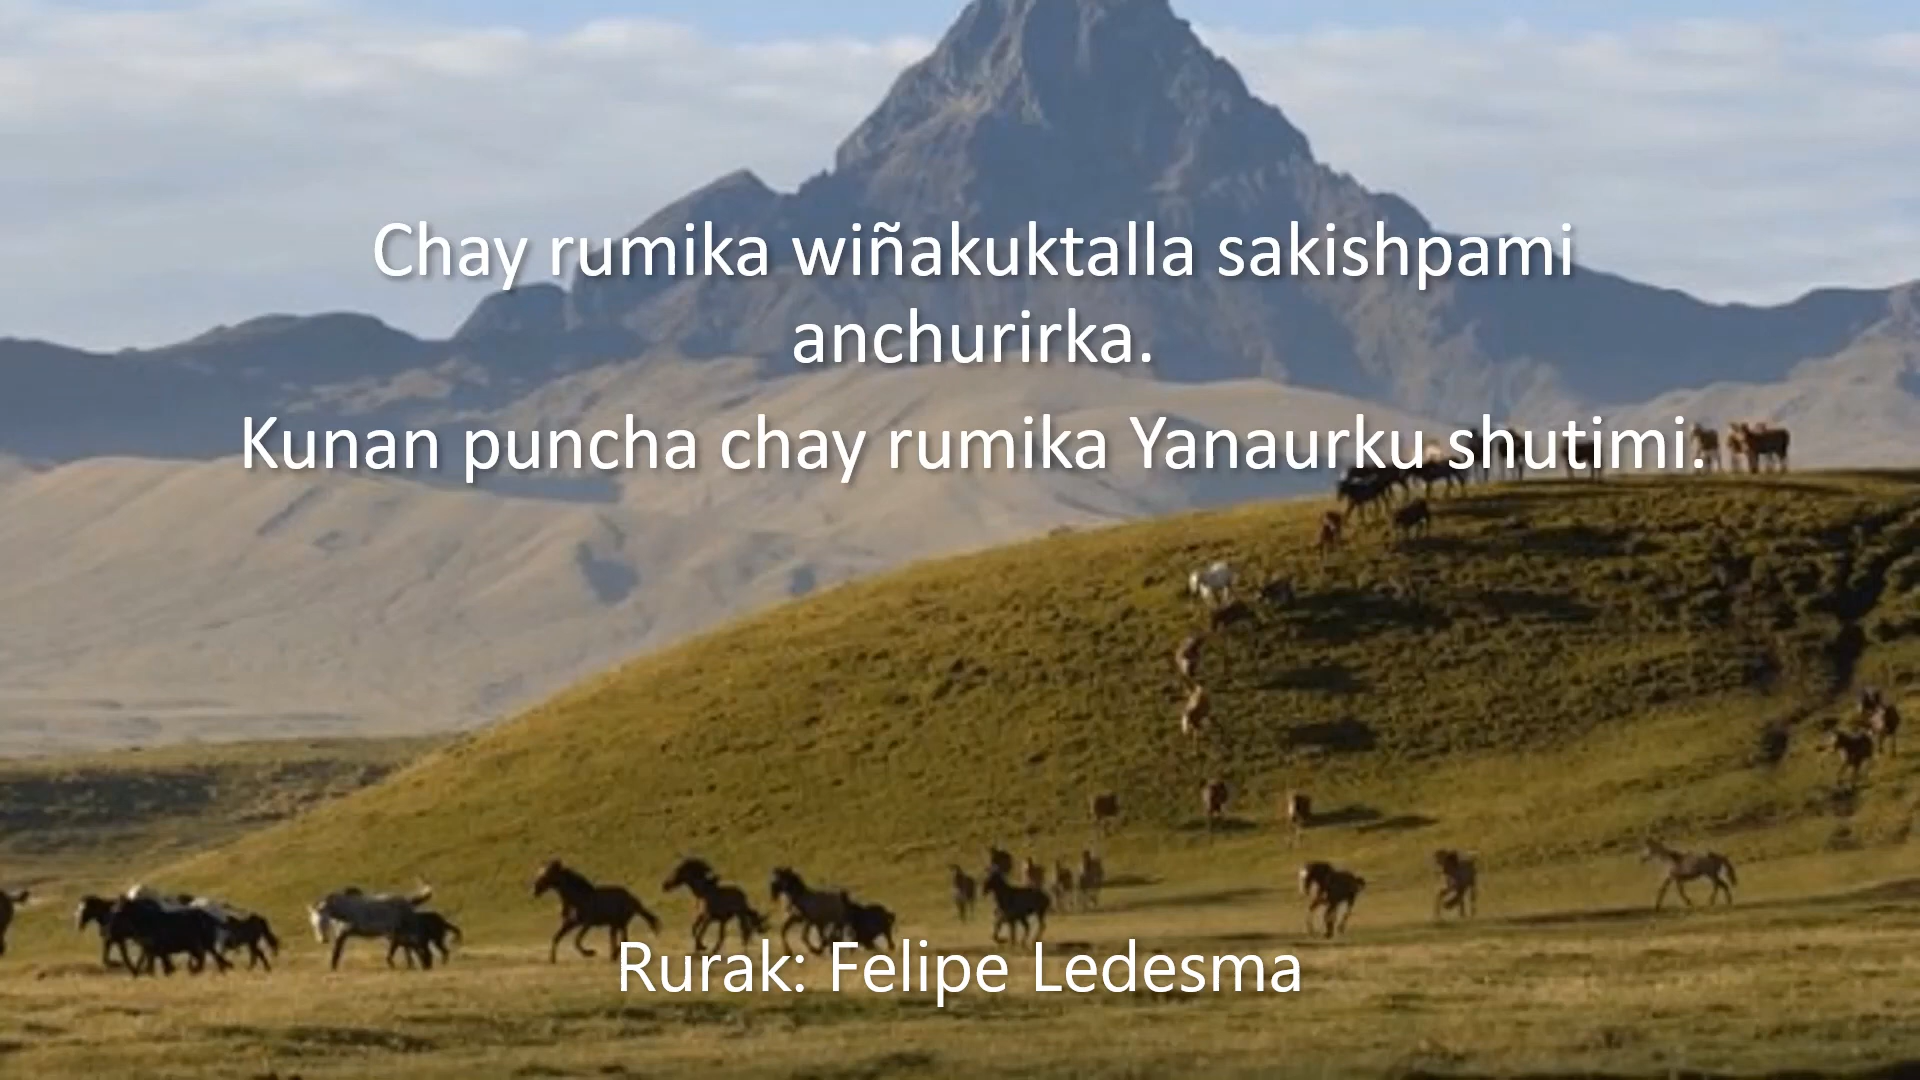 Chay rumika wiñakuktalla sakishpami
anchurirka.
Kunan puncha chay rumika Yanaurku shutimi.
Rurak: Felipe Ledesma